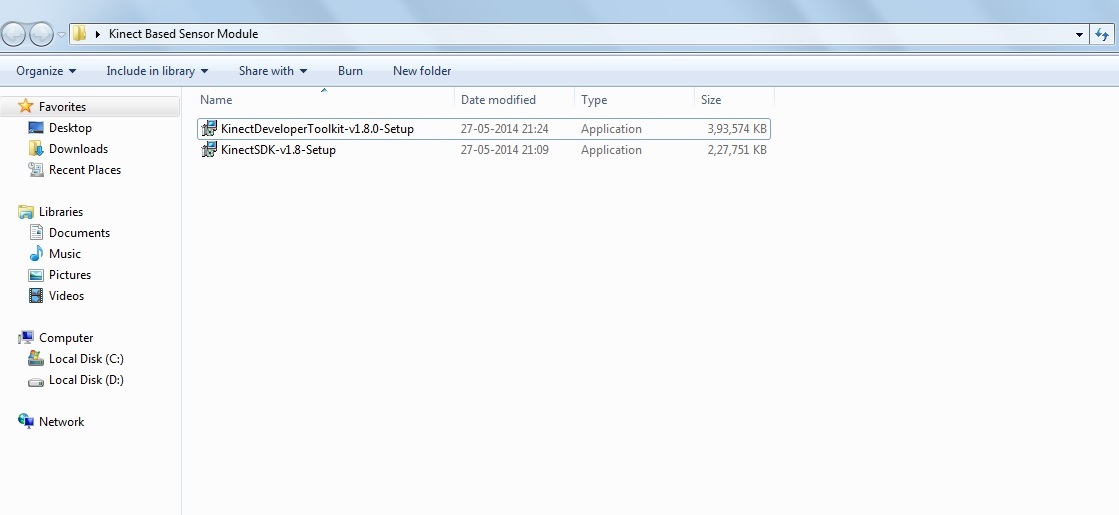 Kinect Based Sensor Module
Organize Include in library Share with Burn New folder
Name Date modified Type Size
KinectDeveloperToolkit-v1.8.0-Setup 27-05-2014 21:24 Application 3,93,574 KB
KinectSDK-v1.8-Setup 27-05-2014 21:09 Application 2,27,751 KB
Favorites
Desktop
Downloads
Recent Places
Libraries
Documents
Music
Pictures
Videos
Computer
Local Disk (C:)
Local Disk (D:)
Network